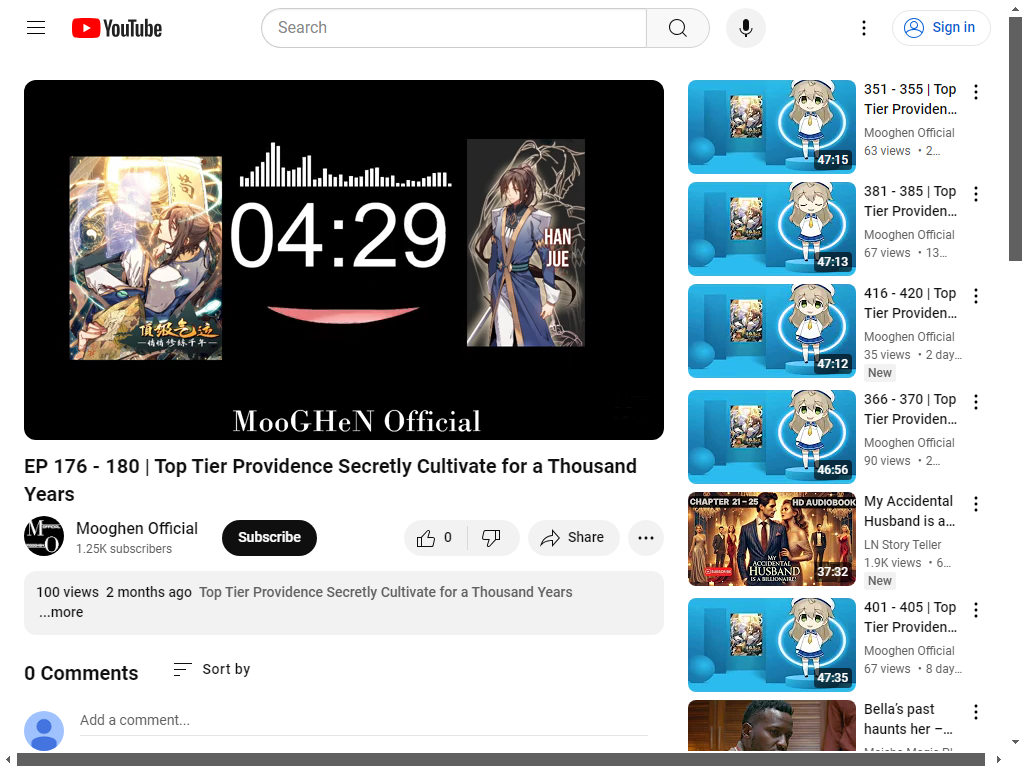 YouTube
Search
Sign in
04:29
HAN
JUE
頂級气运
悄悄修練千年
MooGHeN Official
EP 176 - 180 | Top Tier Providence Secretly Cultivate for a Thousand
Years
Mooghen Official
1.25K subscribers
Subscribe
0
Share
100 views 2 months ago Top Tier Providence Secretly Cultivate for a Thousand Years
...more
0 Comments
Sort by
Add a comment...
47:15
351 - 355 | Top
Tier Providen...
Mooghen Official
63 views • 2...
47:13
381 - 385 | Top
Tier Providen...
Mooghen Official
67 views • 13...
47:12
416 - 420 | Top
Tier Providen...
Mooghen Official
35 views • 2 day...
New
46:56
366 - 370 | Top
Tier Providen...
Mooghen Official
90 views • 2...
CHAPTER 21 - 25
HD AUDIOBOOK
MY
ACCIDENTAL
HUSBAND IS A
BILLIONAIRE!
37:32
My Accidental
Husband is a...
LN Story Teller
1.9K views • 6...
New
47:35
401 - 405 | Top
Tier Providen...
Mooghen Official
67 views • 8 day...
Bella's past
haunts her –...